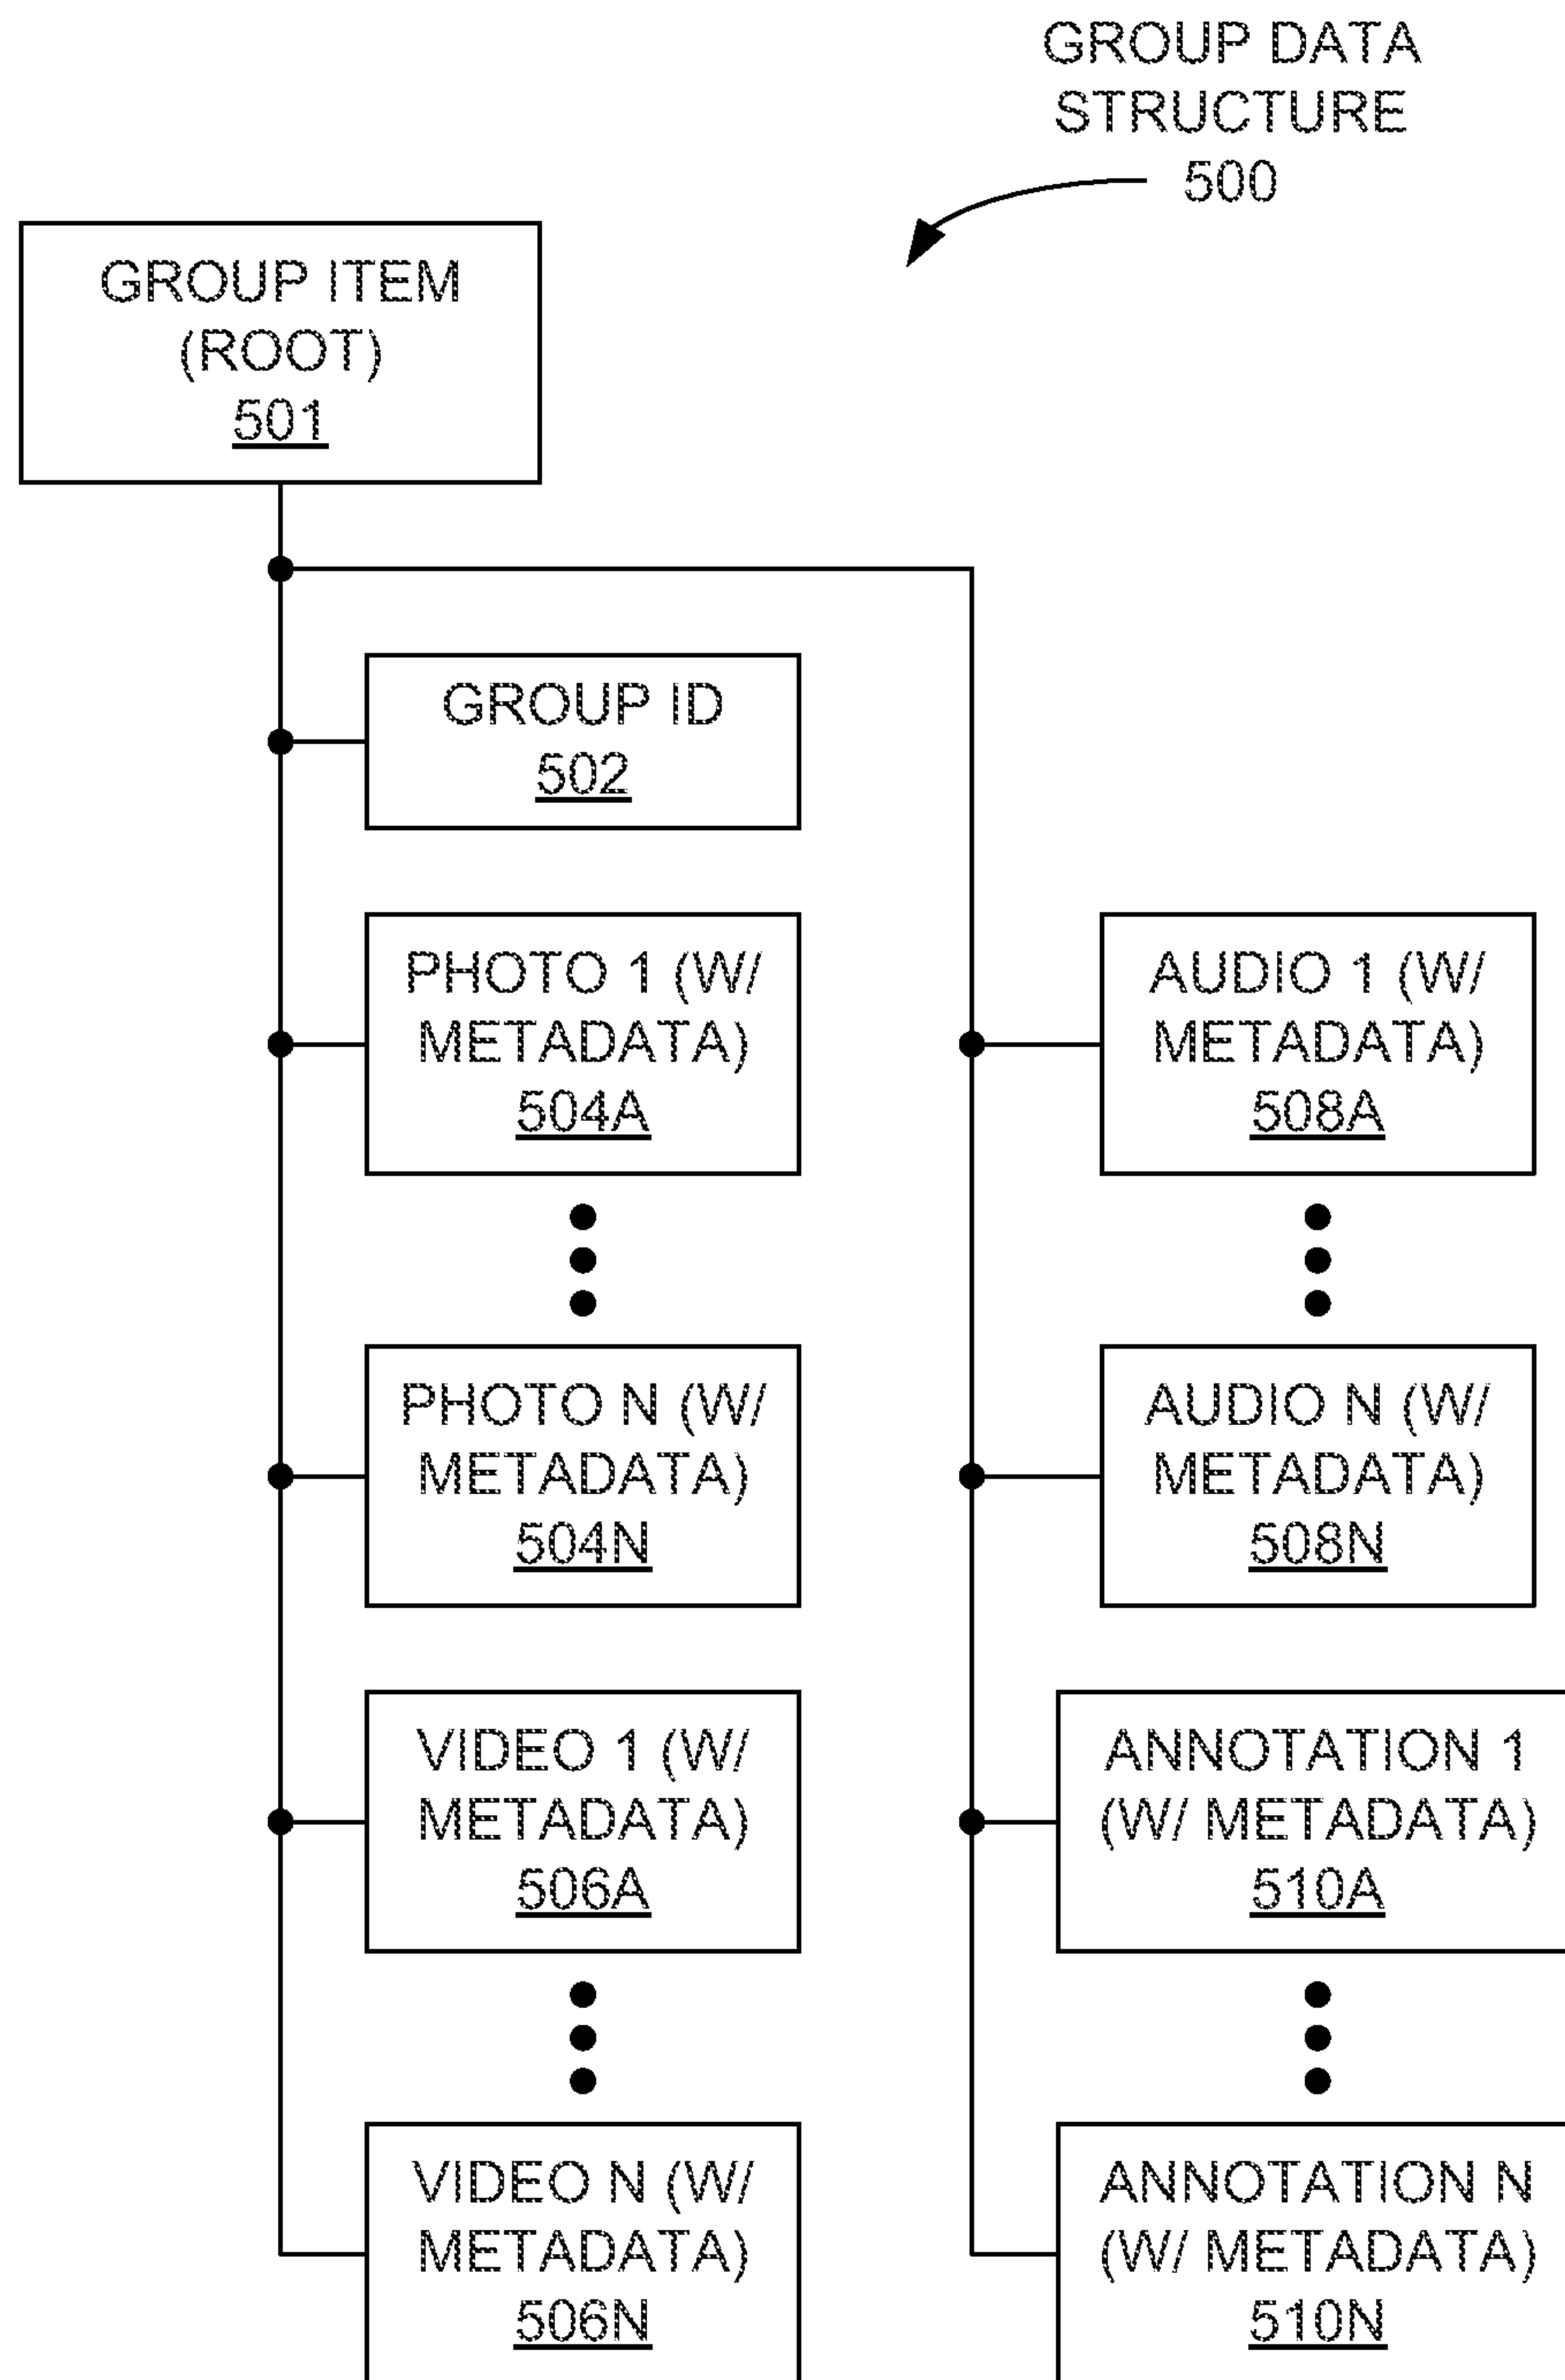 GROUP DATA
STRUCTURE
500
GROUP ITEM
(ROOT)
501
GROUP ID
502
PHOTO 1 (W/
METADATA)
504A
PHOTO N (W/
METADATA)
504N
VIDEO 1 (W/
METADATA)
506A
VIDEO N (W/
METADATA)
506N
AUDIO 1 (W/
METADATA)
508A
AUDIO N (W/
METADATA)
508N
ANNOTATION 1
(W/ METADATA)
510A
ANNOTATION N
(W/ METADATA)
510N